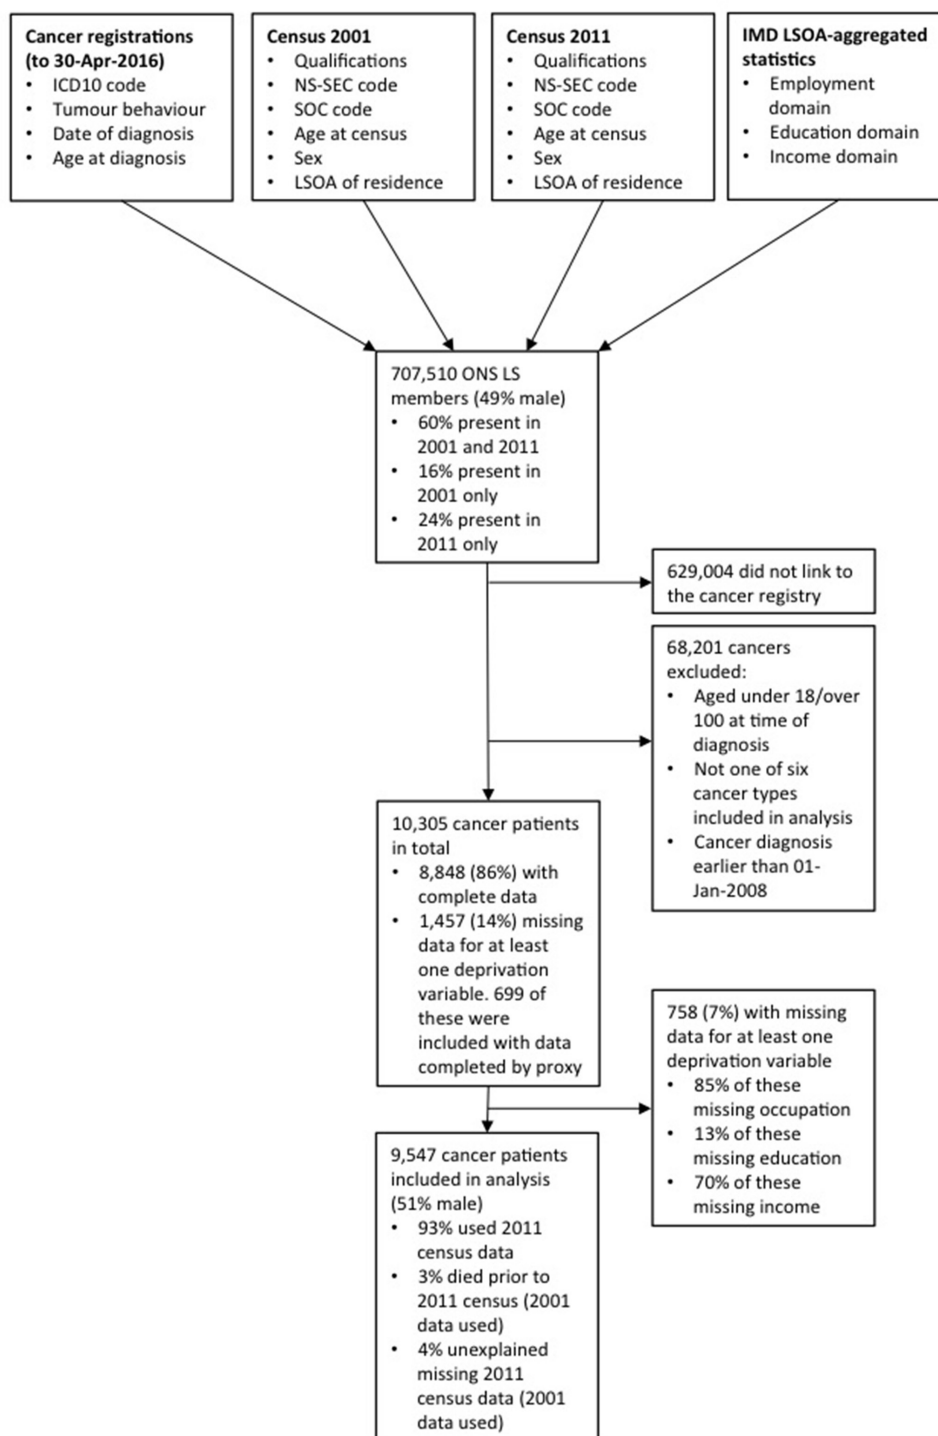 Cancer registrations
(to 30-Apr-2016)
• ICD10 code
• Tumour behaviour
• Date of diagnosis
• Age at diagnosis
Census 2001
• Qualifications
• NS-SEC code
• SOC code
• Age at census
• Sex
• LSOA of residence
Census 2011
• Qualifications
• NS-SEC code
• SOC code
• Age at census
• Sex
• LSOA of residence
IMD LSOA-aggregated
statistics
• Employment
domain
• Education domain
• Income domain
707,510 ONS LS
members (49% male)
• 60% present in
2001 and 2011
• 16% present in
2001 only
• 24% present in
2011 only
629,004 did not link to
the cancer registry
68,201 cancers
excluded:
• Aged under 18/over
100 at time of
diagnosis
• Not one of six
cancer types
included in analysis
• Cancer diagnosis
earlier than 01-
Jan-2008
10,305 cancer patients
in total
• 8,848 (86%) with
complete data
• 1,457 (14%) missing
data for at least
one deprivation
variable. 699 of
these were
included with data
completed by proxy
758 (7%) with missing
data for at least one
deprivation variable
• 85% of these
missing occupation
• 13% of these
missing education
• 70% of these
missing income
9,547 cancer patients
included in analysis
(51% male)
• 93% used 2011
census data
• 3% died prior to
2011 census (2001
data used)
• 4% unexplained
missing 2011
census data (2001
data used)